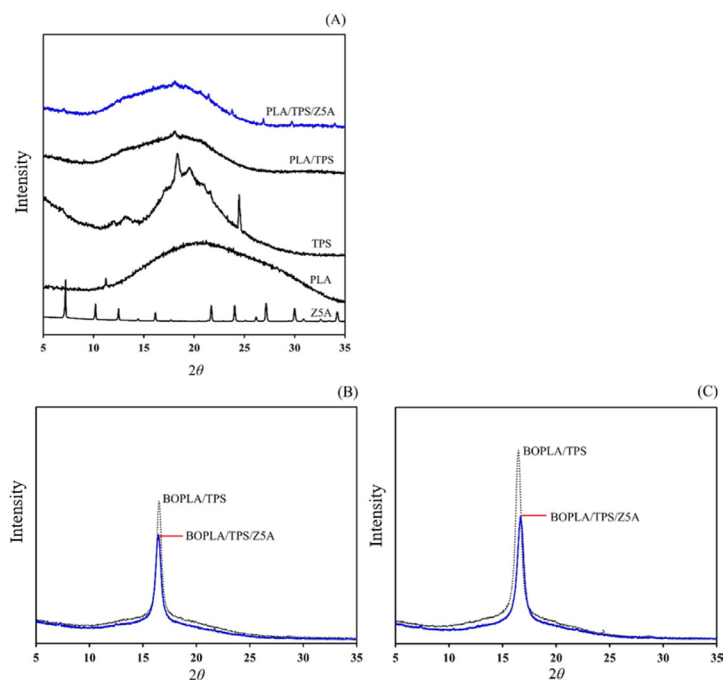 (A)
Intensity
PLA/TPS/Z5A
PLA/TPS
TPS
PLA
Z5A
5 10 15 20 25 30 35
2θ
(B)
Intensity
BOPLA/TPS
BOPLA/TPS/Z5A
5 10 15 20 25 30 35
2θ
(C)
Intensity
BOPLA/TPS
BOPLA/TPS/Z5A
5 10 15 20 25 30 35
2θ